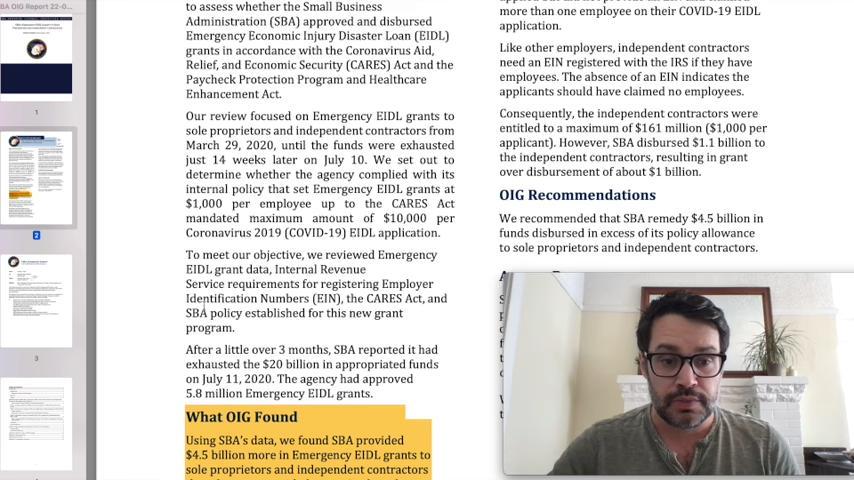 BA OIG Report 22-0...
1
2
3
to assess whether the Small Business
Administration (SBA) approved and disbursed
Emergency Economic Injury Disaster Loan (EIDL)
grants in accordance with the Coronavirus Aid,
Relief, and Economic Security (CARES) Act and the
Paycheck Protection Program and Healthcare
Enhancement Act.
Our review focused on Emergency EIDL grants to
sole proprietors and independent contractors from
March 29, 2020, until the funds were exhausted
just 14 weeks later on July 10. We set out to
determine whether the agency complied with its
internal policy that set Emergency EIDL grants at
$1,000 per employee up to the CARES Act
mandated maximum amount of $10,000 per
Coronavirus 2019 (COVID-19) EIDL application.
To meet our objective, we reviewed Emergency
EIDL grant data, Internal Revenue
Service requirements for registering Employer
Identification Numbers (EIN), the CARES Act, and
SBA policy established for this new grant
program.
After a little over 3 months, SBA reported it had
exhausted the $20 billion in appropriated funds
on July 11, 2020. The agency had approved
5.8 million Emergency EIDL grants.
What OIG Found
Using SBA's data, we found SBA provided
$4.5 billion more in Emergency EIDL grants to
sole proprietors and independent contractors
more than one employee on their COVID-19 EIDL
application.
Like other employers, independent contractors
need an EIN registered with the IRS if they have
employees. The absence of an EIN indicates the
applicants should have claimed no employees.
Consequently, the independent contractors were
entitled to a maximum of $161 million ($1,000 per
applicant). However, SBA disbursed $1.1 billion to
the independent contractors, resulting in grant
over disbursement of about $1 billion.
OIG Recommendations
We recommended that SBA remedy $4.5 billion in
funds disbursed in excess of its policy allowance
to sole proprietors and independent contractors.